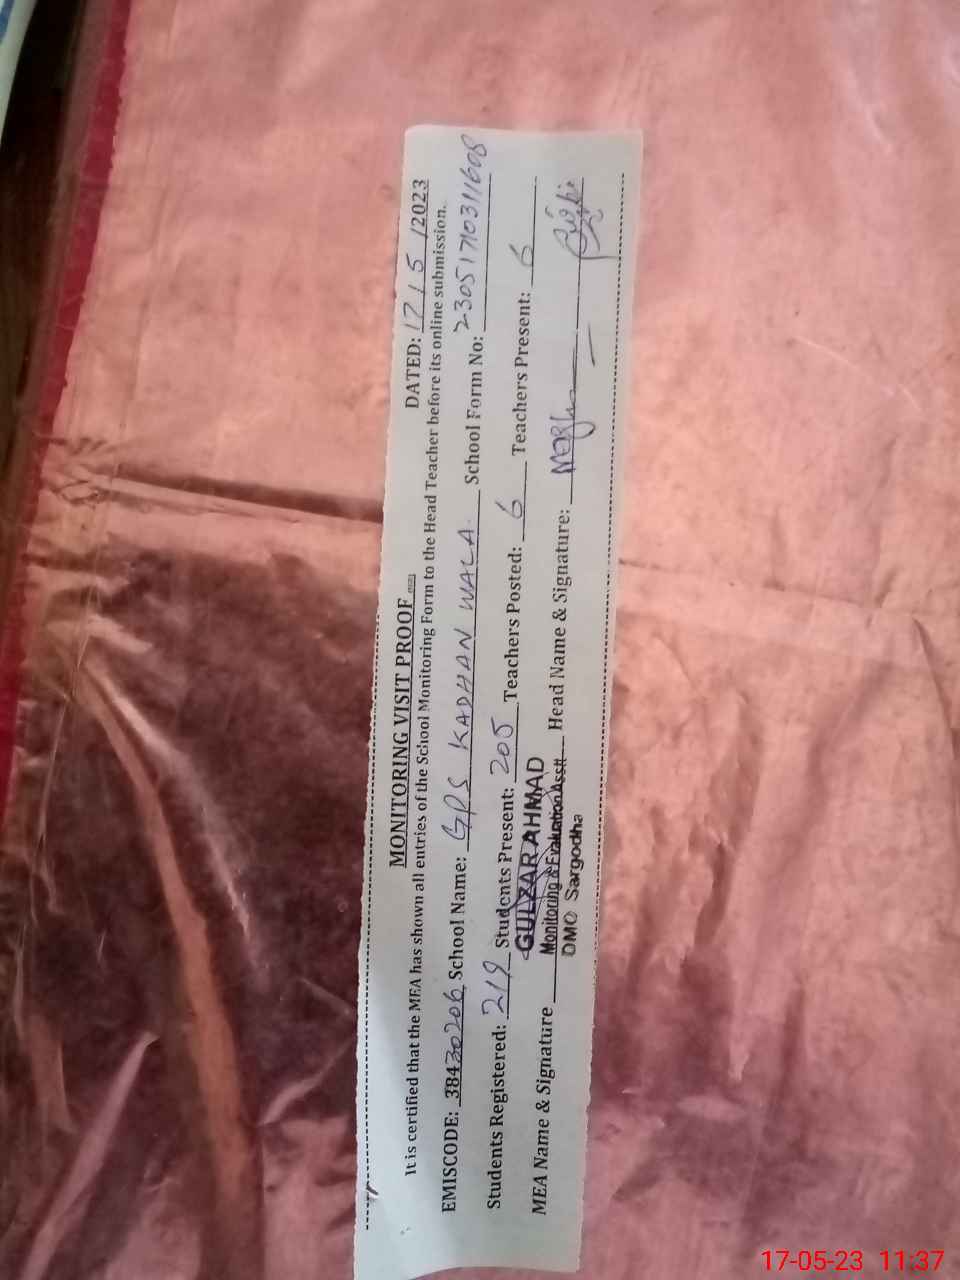 MONITORING VISIT PROOF
DATED: 17/5/2023
It is certified that the MEA has shown all entries of the School Monitoring Form to the Head Teacher before its online submission.
EMISCODE: 38430206 School Name: GPS KADHAN WALA School Form No: 23051710311608
Students Registered: 219 Students Present: 205 Teachers Posted: 6 Teachers Present: 6
GULZAR AHMAD
MEA Name & Signature Monitoring & Evaluation Asstt Head Name & Signature:
DMO Sargodha
17-05-23 11:37